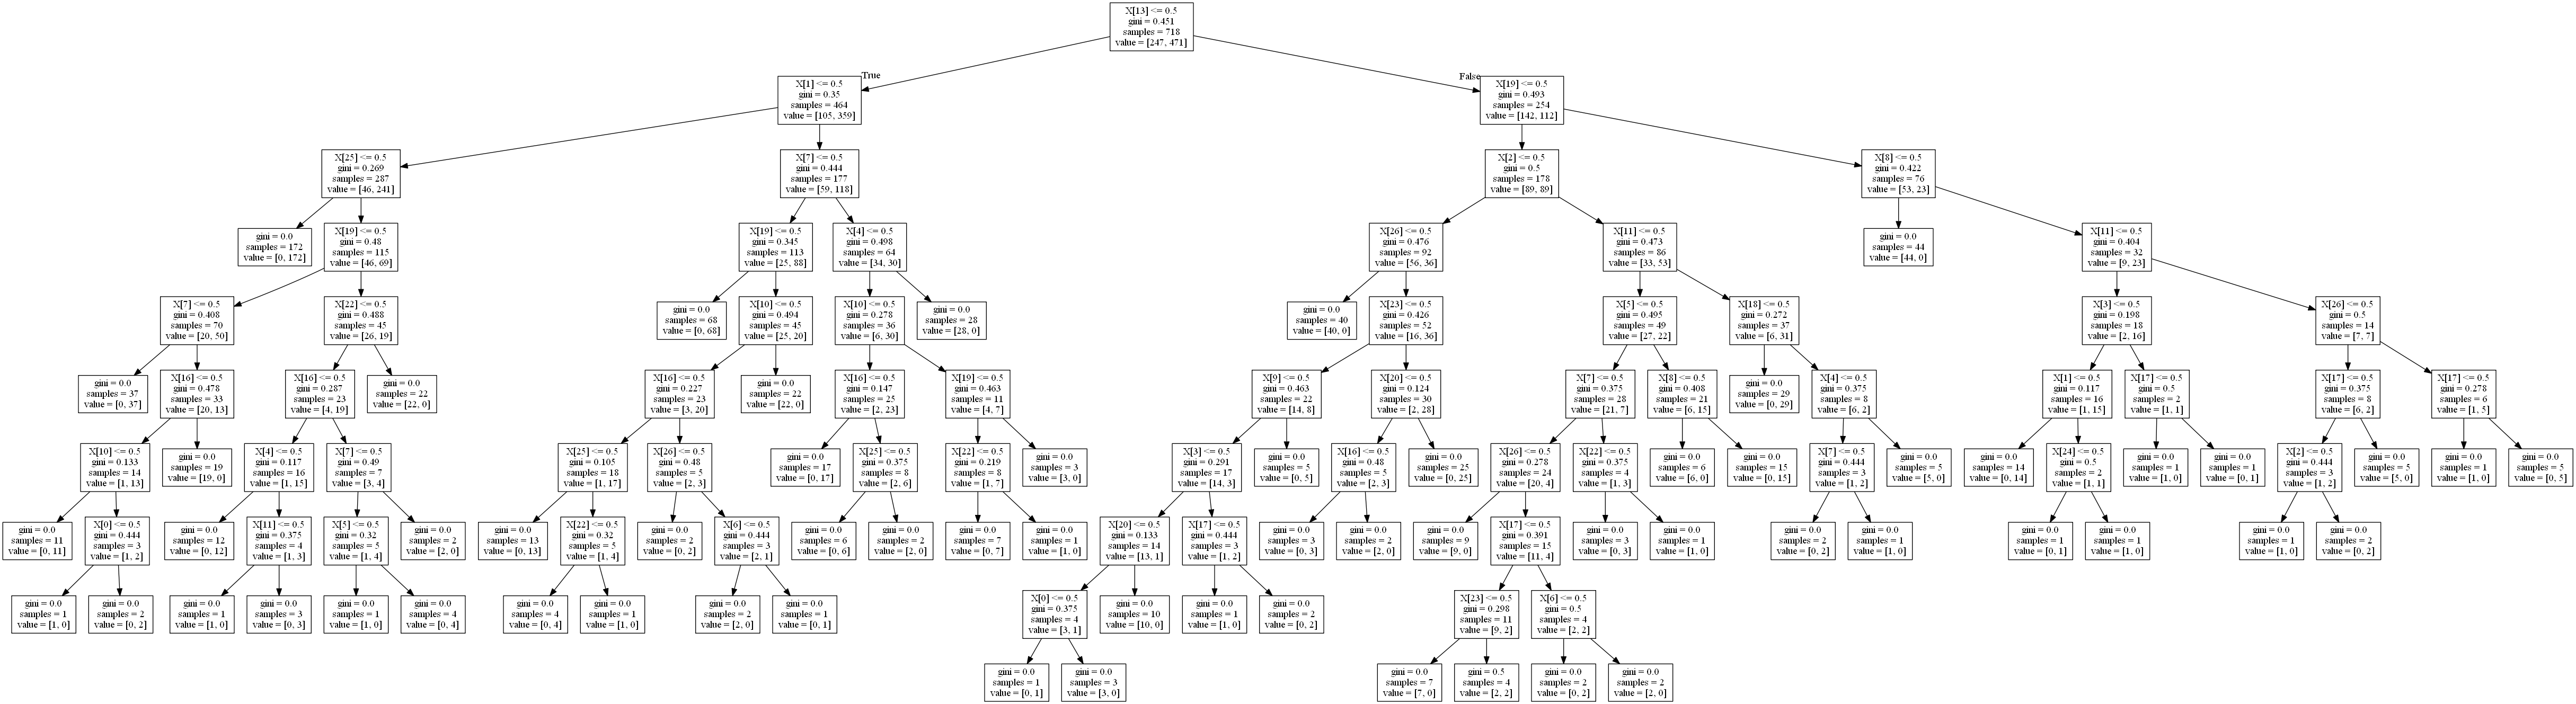 X[13] <= 0.5
gini = 0.451
samples = 718
value = [247, 471]
True
False
X[1] <= 0.5
gini = 0.35
samples = 464
value = [105, 359]
X[19] <= 0.5
gini = 0.493
samples = 254
value = [142, 112]
X[25] <= 0.5
gini = 0.269
samples = 287
value = [46, 241]
X[7] <= 0.5
gini = 0.444
samples = 177
value = [59, 118]
X[2] <= 0.5
gini = 0.5
samples = 178
value = [89, 89]
X[8] <= 0.5
gini = 0.422
samples = 76
value = [53, 23]
gini = 0.0
samples = 172
value = [0, 172]
X[19] <= 0.5
gini = 0.48
samples = 115
value = [46, 69]
X[19] <= 0.5
gini = 0.345
samples = 113
value = [25, 88]
X[4] <= 0.5
gini = 0.498
samples = 64
value = [34, 30]
X[26] <= 0.5
gini = 0.476
samples = 92
value = [56, 36]
X[11] <= 0.5
gini = 0.473
samples = 86
value = [33, 53]
gini = 0.0
samples = 44
value = [44, 0]
X[11] <= 0.5
gini = 0.404
samples = 32
value = [9, 23]
X[7] <= 0.5
gini = 0.408
samples = 70
value = [20, 50]
X[22] <= 0.5
gini = 0.488
samples = 45
value = [26, 19]
gini = 0.0
samples = 68
value = [0, 68]
X[10] <= 0.5
gini = 0.494
samples = 45
value = [25, 20]
X[10] <= 0.5
gini = 0.278
samples = 36
value = [6, 30]
gini = 0.0
samples = 28
value = [28, 0]
gini = 0.0
samples = 40
value = [40, 0]
X[23] <= 0.5
gini = 0.426
samples = 52
value = [16, 36]
X[5] <= 0.5
gini = 0.495
samples = 49
value = [27, 22]
X[18] <= 0.5
gini = 0.272
samples = 37
value = [6, 31]
X[3] <= 0.5
gini = 0.198
samples = 18
value = [2, 16]
X[26] <= 0.5
gini = 0.5
samples = 14
value = [7, 7]
gini = 0.0
samples = 37
value = [0, 37]
X[16] <= 0.5
gini = 0.478
samples = 33
value = [20, 13]
X[16] <= 0.5
gini = 0.287
samples = 23
value = [4, 19]
gini = 0.0
samples = 22
value = [22, 0]
X[16] <= 0.5
gini = 0.227
samples = 23
value = [3, 20]
gini = 0.0
samples = 22
value = [22, 0]
X[16] <= 0.5
gini = 0.147
samples = 25
value = [2, 23]
X[19] <= 0.5
gini = 0.463
samples = 11
value = [4, 7]
X[9] <= 0.5
gini = 0.463
samples = 22
value = [14, 8]
X[20] <= 0.5
gini = 0.124
samples = 30
value = [2, 28]
X[7] <= 0.5
gini = 0.375
samples = 28
value = [21, 7]
X[8] <= 0.5
gini = 0.408
samples = 21
value = [6, 15]
gini = 0.0
samples = 29
value = [0, 29]
X[4] <= 0.5
gini = 0.375
samples = 8
value = [6, 2]
X[1] <= 0.5
gini = 0.117
samples = 16
value = [1, 15]
X[17] <= 0.5
gini = 0.5
samples = 2
value = [1, 1]
X[17] <= 0.5
gini = 0.375
samples = 8
value = [6, 2]
X[17] <= 0.5
gini = 0.278
samples = 6
value = [1, 5]
X[10] <= 0.5
gini = 0.133
samples = 14
value = [1, 13]
gini = 0.0
samples = 19
value = [19, 0]
X[4] <= 0.5
gini = 0.117
samples = 16
value = [1, 15]
X[7] <= 0.5
gini = 0.49
samples = 7
value = [3, 4]
X[25] <= 0.5
gini = 0.105
samples = 18
value = [1, 17]
X[26] <= 0.5
gini = 0.48
samples = 5
value = [2, 3]
gini = 0.0
samples = 17
value = [0, 17]
X[25] <= 0.5
gini = 0.375
samples = 8
value = [2, 6]
X[22] <= 0.5
gini = 0.219
samples = 8
value = [1, 7]
gini = 0.0
samples = 3
value = [3, 0]
X[3] <= 0.5
gini = 0.291
samples = 17
value = [14, 3]
gini = 0.0
samples = 5
value = [0, 5]
X[16] <= 0.5
gini = 0.48
samples = 5
value = [2, 3]
gini = 0.0
samples = 25
value = [0, 25]
X[26] <= 0.5
gini = 0.278
samples = 24
value = [20, 4]
X[22] <= 0.5
gini = 0.375
samples = 4
value = [1, 3]
gini = 0.0
samples = 6
value = [6, 0]
gini = 0.0
samples = 15
value = [0, 15]
X[7] <= 0.5
gini = 0.444
samples = 3
value = [1, 2]
gini = 0.0
samples = 5
value = [5, 0]
gini = 0.0
samples = 14
value = [0, 14]
X[24] <= 0.5
gini = 0.5
samples = 2
value = [1, 1]
gini = 0.0
samples = 1
value = [1, 0]
gini = 0.0
samples = 1
value = [0, 1]
X[2] <= 0.5
gini = 0.444
samples = 3
value = [1, 2]
gini = 0.0
samples = 5
value = [5, 0]
gini = 0.0
samples = 1
value = [1, 0]
gini = 0.0
samples = 5
value = [0, 5]
gini = 0.0
samples = 11
value = [0, 11]
X[0] <= 0.5
gini = 0.444
samples = 3
value = [1, 2]
gini = 0.0
samples = 12
value = [0, 12]
X[11] <= 0.5
gini = 0.375
samples = 4
value = [1, 3]
X[5] <= 0.5
gini = 0.32
samples = 5
value = [1, 4]
gini = 0.0
samples = 2
value = [2, 0]
gini = 0.0
samples = 13
value = [0, 13]
X[22] <= 0.5
gini = 0.32
samples = 5
value = [1, 4]
gini = 0.0
samples = 2
value = [0, 2]
X[6] <= 0.5
gini = 0.444
samples = 3
value = [2, 1]
gini = 0.0
samples = 6
value = [0, 6]
gini = 0.0
samples = 2
value = [2, 0]
gini = 0.0
samples = 7
value = [0, 7]
gini = 0.0
samples = 1
value = [1, 0]
X[20] <= 0.5
gini = 0.133
samples = 14
value = [13, 1]
X[17] <= 0.5
gini = 0.444
samples = 3
value = [1, 2]
gini = 0.0
samples = 3
value = [0, 3]
gini = 0.0
samples = 2
value = [2, 0]
gini = 0.0
samples = 9
value = [9, 0]
X[17] <= 0.5
gini = 0.391
samples = 15
value = [11, 4]
gini = 0.0
samples = 3
value = [0, 3]
gini = 0.0
samples = 1
value = [1, 0]
gini = 0.0
samples = 2
value = [0, 2]
gini = 0.0
samples = 1
value = [1, 0]
gini = 0.0
samples = 1
value = [0, 1]
gini = 0.0
samples = 1
value = [1, 0]
gini = 0.0
samples = 1
value = [1, 0]
gini = 0.0
samples = 2
value = [0, 2]
gini = 0.0
samples = 1
value = [1, 0]
gini = 0.0
samples = 2
value = [0, 2]
gini = 0.0
samples = 1
value = [1, 0]
gini = 0.0
samples = 3
value = [0, 3]
gini = 0.0
samples = 1
value = [1, 0]
gini = 0.0
samples = 4
value = [0, 4]
gini = 0.0
samples = 4
value = [0, 4]
gini = 0.0
samples = 1
value = [1, 0]
gini = 0.0
samples = 2
value = [2, 0]
gini = 0.0
samples = 1
value = [0, 1]
X[0] <= 0.5
gini = 0.375
samples = 4
value = [3, 1]
gini = 0.0
samples = 10
value = [10, 0]
gini = 0.0
samples = 1
value = [1, 0]
gini = 0.0
samples = 2
value = [0, 2]
X[23] <= 0.5
gini = 0.298
samples = 11
value = [9, 2]
X[6] <= 0.5
gini = 0.5
samples = 4
value = [2, 2]
gini = 0.0
samples = 1
value = [0, 1]
gini = 0.0
samples = 3
value = [3, 0]
gini = 0.0
samples = 7
value = [7, 0]
gini = 0.5
samples = 4
value = [2, 2]
gini = 0.0
samples = 2
value = [0, 2]
gini = 0.0
samples = 2
value = [2, 0]